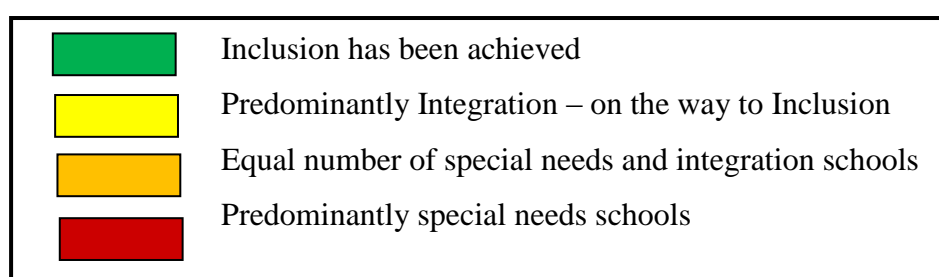 Inclusion has been achieved
Predominantly Integration – on the way to Inclusion
Equal number of special needs and integration schools
Predominantly special needs schools